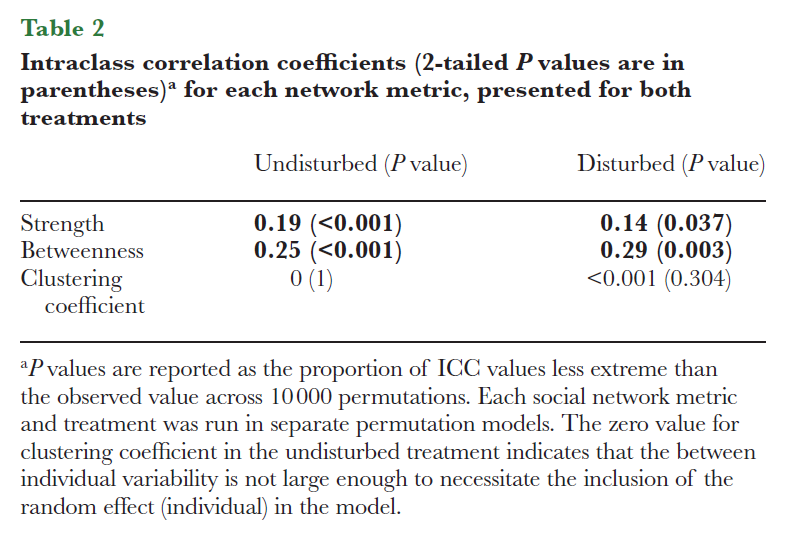 Table 2
Intraclass correlation coefficients (2-tailed P values are in
parentheses)ª for each network metric, presented for both
treatments
Undisturbed (P value) Disturbed (P value)
Strength 0.19 (<0.001) 0.14 (0.037)
Betweenness 0.25 (<0.001) 0.29 (0.003)
Clustering 0 (1) <0.001 (0.304)
coefficient
ªP values are reported as the proportion of ICC values less extreme than
the observed value across 10 000 permutations. Each social network metric
and treatment was run in separate permutation models. The zero value for
clustering coefficient in the undisturbed treatment indicates that the between
individual variability is not large enough to necessitate the inclusion of the
random effect (individual) in the model.